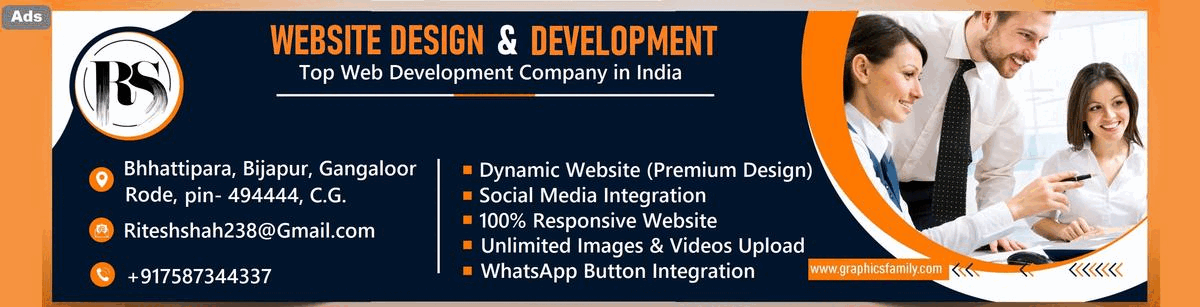 Ads
RS
WEBSITE DESIGN & DEVELOPMENT
Top Web Development Company in India
Bhhattipara, Bijapur, Gangaloor
Rode, pin- 494444, C.G.
Riteshshah238@Gmail.com
+917587344337
Dynamic Website (Premium Design)
Social Media Integration
100% Responsive Website
Unlimited Images & Videos Upload
WhatsApp Button Integration
www.graphicsfamily.com